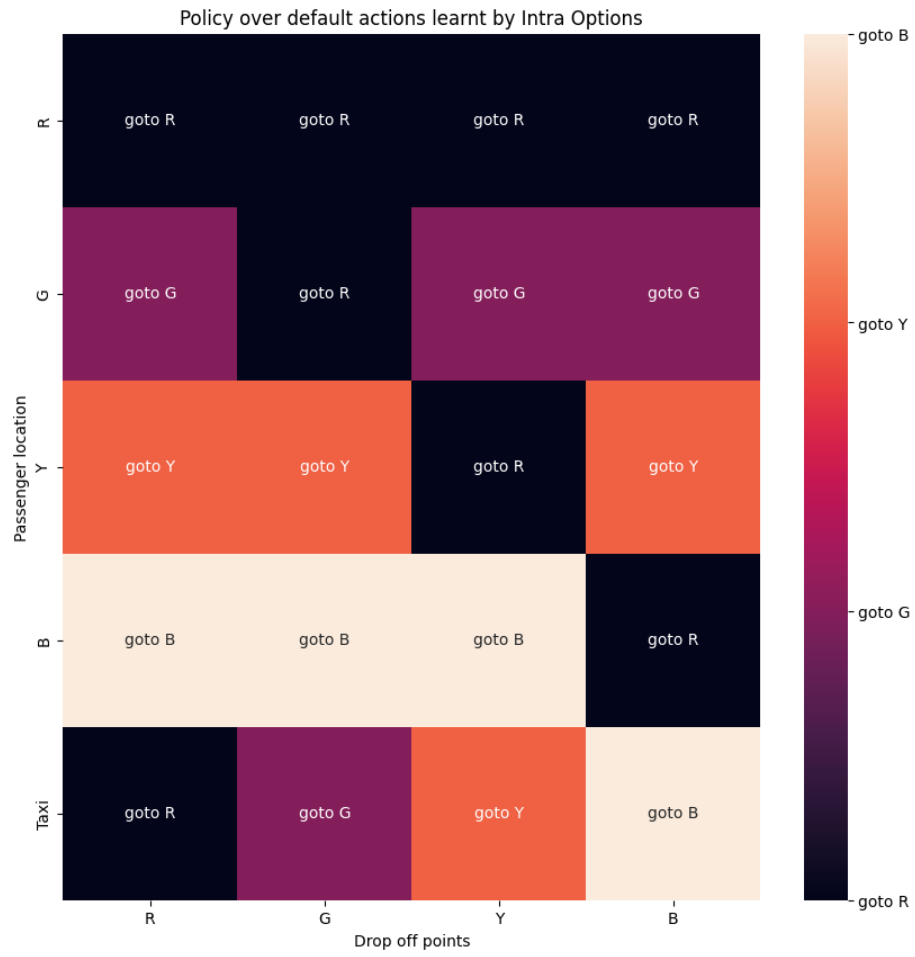 Policy over default actions learnt by Intra Options
goto B
R
goto R
goto R
goto R
goto R
goto Y
G
goto G
goto R
goto G
goto G
Passenger location
Y
goto Y
goto Y
goto R
goto Y
goto G
B
goto B
goto B
goto B
goto R
Taxi
goto R
goto G
goto Y
goto B
goto R
R
G
Y
B
Drop off points